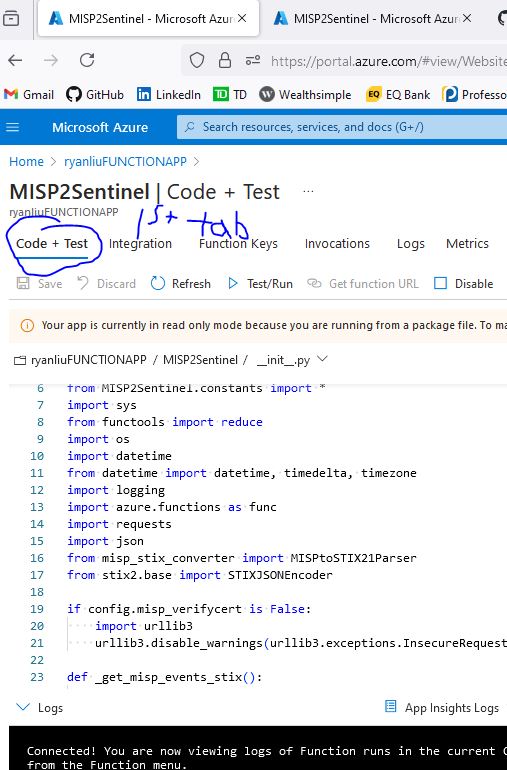 MISP2Sentinel - Microsoft Azure
MISP2Sentinel - Microsoft Azure
https://portal.azure.com/#view/Website
Gmail GitHub LinkedIn TD Wealthsimple EQ Bank Professo
Microsoft Azure Search resources, services, and docs (G+/)
Home > ryanliuFUNCTIONAPP >
MISP2Sentinel | Code + Test ...
ryanliuFUNCTIONAPP
1st tab
Code + Test Integration Function Keys Invocations Logs Metrics
Save Discard Refresh Test/Run Get function URL Disable
Your app is currently in read only mode because you are running from a package file. To ma
ryanliuFUNCTIONAPP / MISP2Sentinel / __init__.py
6 from MISP2Sentinel.constants import *
7 import sys
8 from functools import reduce
9 import os
10 import datetime
11 from datetime import datetime, timedelta, timezone
12 import logging
13 import azure.functions as func
14 import requests
15 import json
16 from misp_stix_converter import MISPtoSTIX21Parser
17 from stix2.base import STIXJSONEncoder
18
19 if config.misp_verifycert is False:
20     import urllib3
21     urllib3.disable_warnings(urllib3.exceptions.InsecureRequest
22
23 def _get_misp_events_stix():
Logs App Insights Logs
Connected! You are now viewing logs of Function runs in the current
from the Function menu.